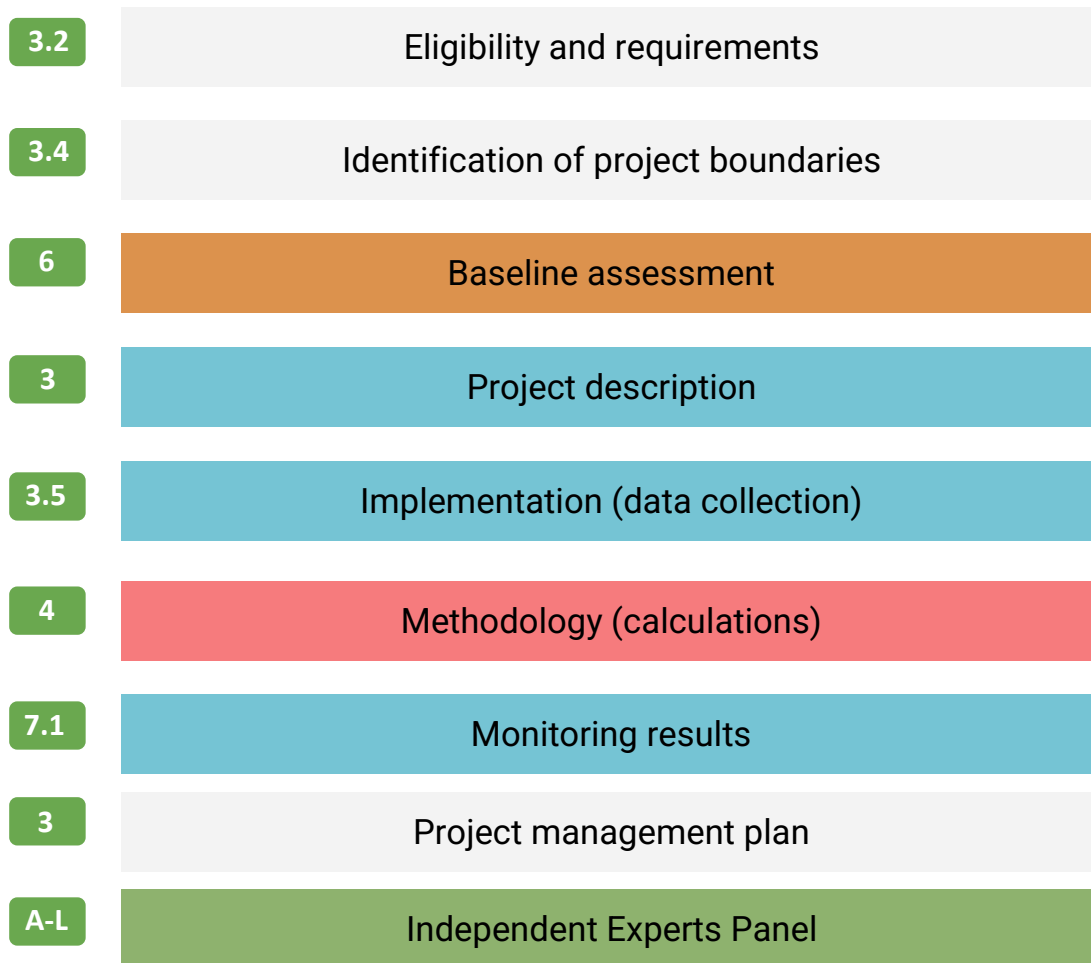 3.2 Eligibility and requirements
3.4 Identification of project boundaries
6 Baseline assessment
3 Project description
3.5 Implementation (data collection)
4 Methodology (calculations)
7.1 Monitoring results
3 Project management plan
A-L Independent Experts Panel